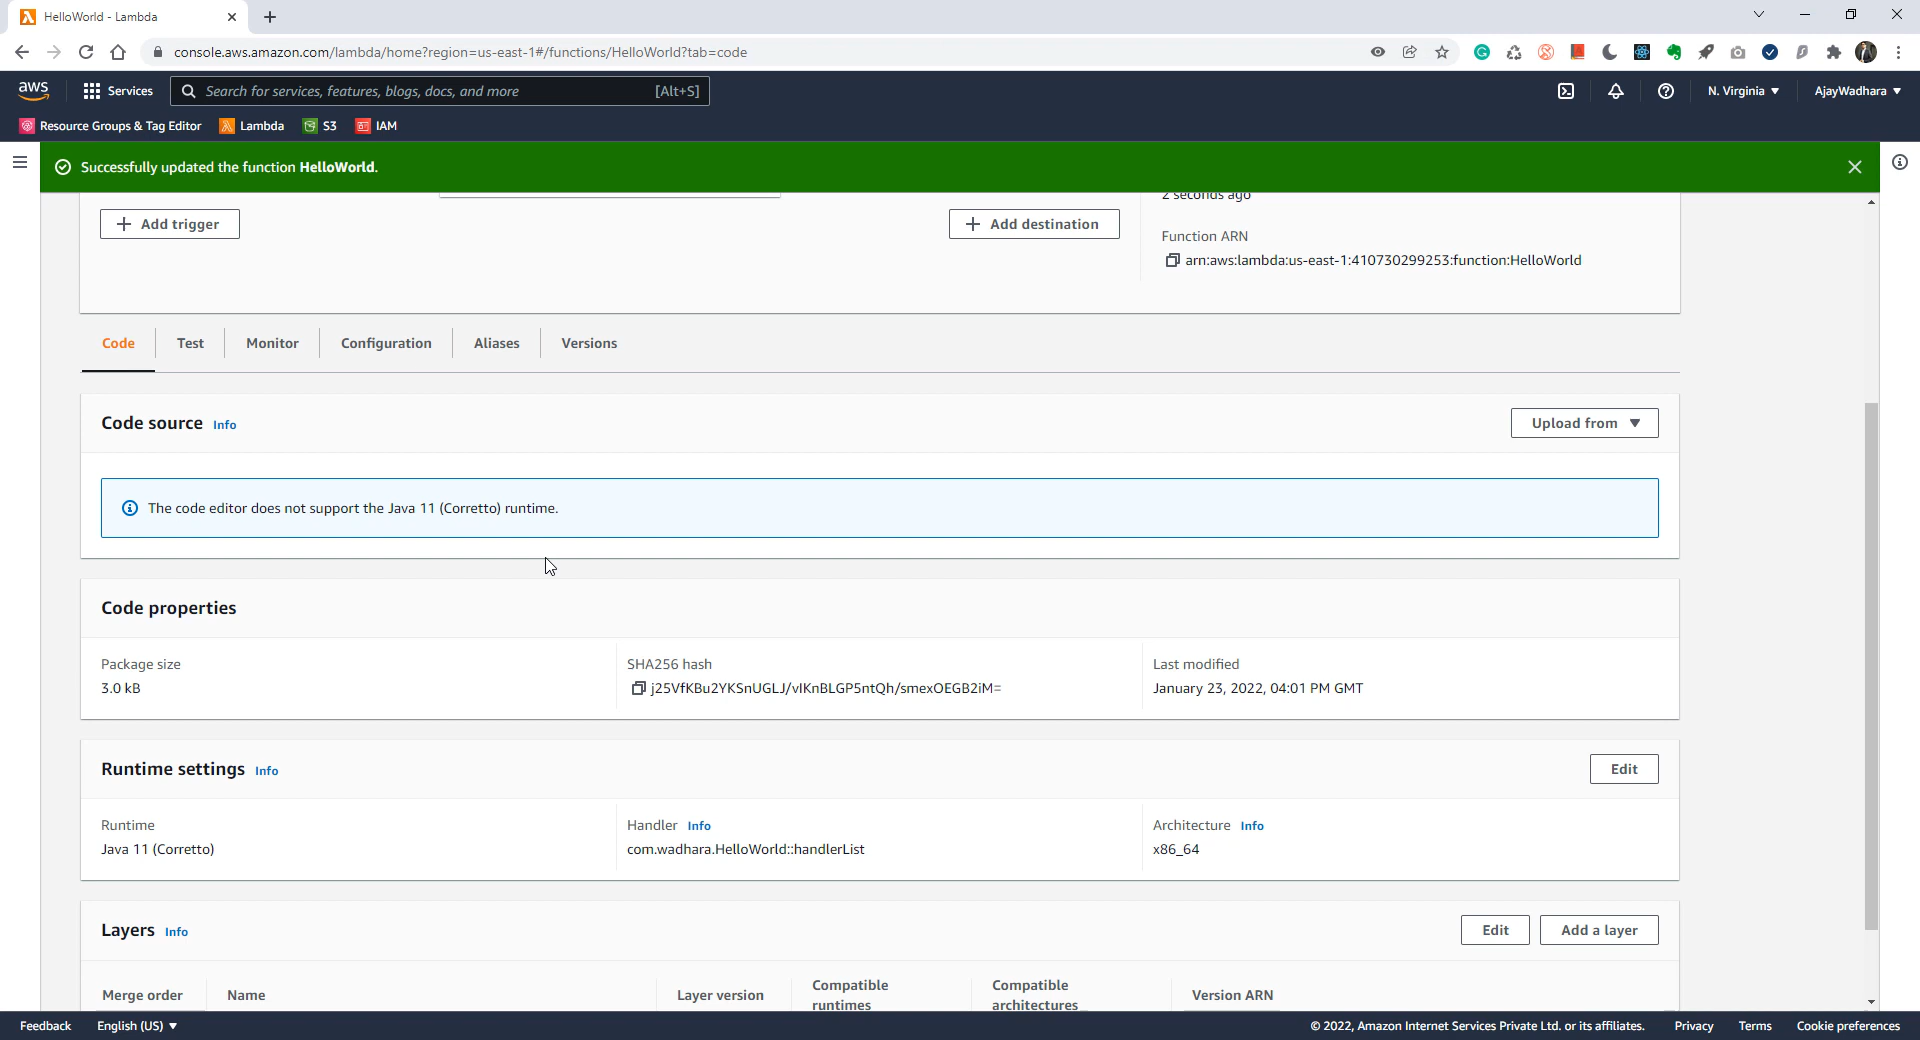 HelloWorld - Lambda
console.aws.amazon.com/lambda/home?region=us-east-1#/functions/HelloWorld?tab=code
aws Services Search for services, features, blogs, docs, and more [Alt+S] N. Virginia ▼ AjayWadhara ▼
Resource Groups & Tag Editor Lambda S3 IAM
Successfully updated the function HelloWorld.
2 seconds ago
+ Add trigger + Add destination
Function ARN
arn:aws:lambda:us-east-1:410730299253:function:HelloWorld
Code Test Monitor Configuration Aliases Versions
Code source Info Upload from ▼
The code editor does not support the Java 11 (Corretto) runtime.
Code properties
Package size SHA256 hash Last modified
3.0 kB j25VfKBu2YKSnUGLJ/vlKnBLGP5ntQh/smexOEGB2iM= January 23, 2022, 04:01 PM GMT
Runtime settings Info Edit
Runtime Handler Info Architecture Info
Java 11 (Corretto) com.wadhara.HelloWorld::handlerList x86_64
Layers Info Edit Add a layer
Merge order Name Layer version Compatible runtimes Compatible architectures Version ARN
Feedback English (US) ▼ © 2022, Amazon Internet Services Private Ltd. or its affiliates. Privacy Terms Cookie preferences